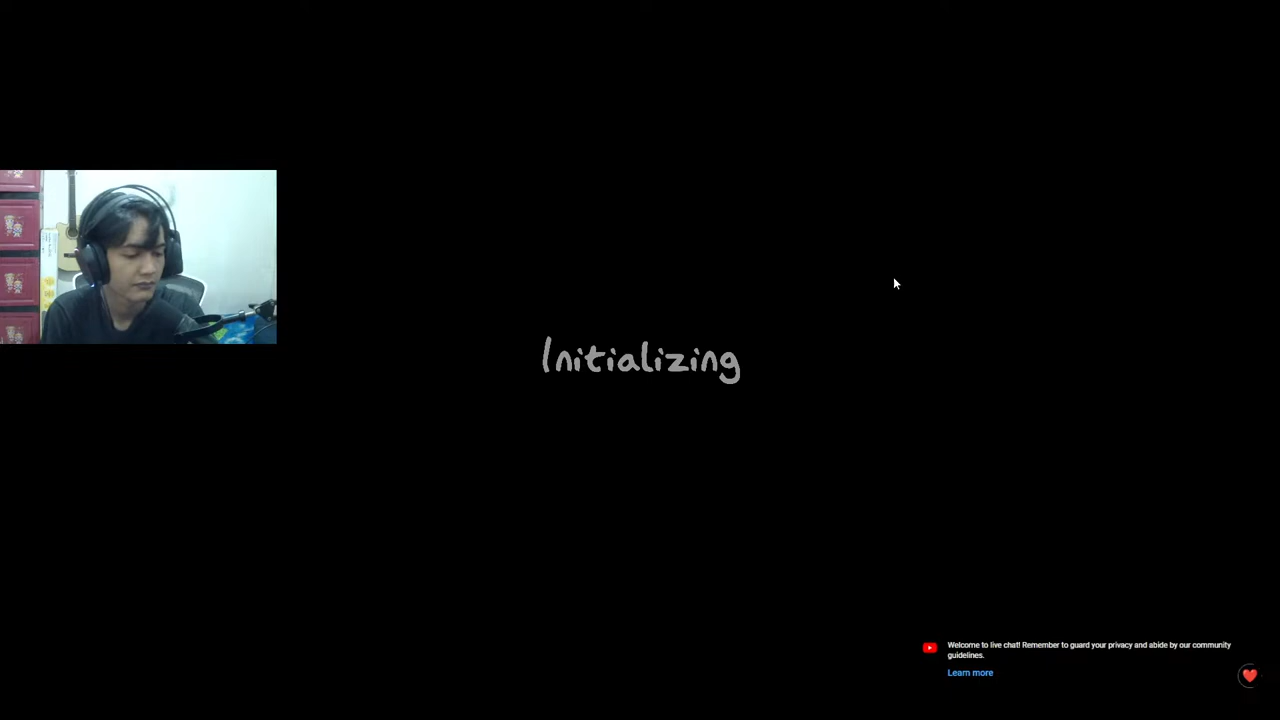 Initializing
Welcome to live chat! Remember to guard your privacy and abide by our community
guidelines.
Learn more